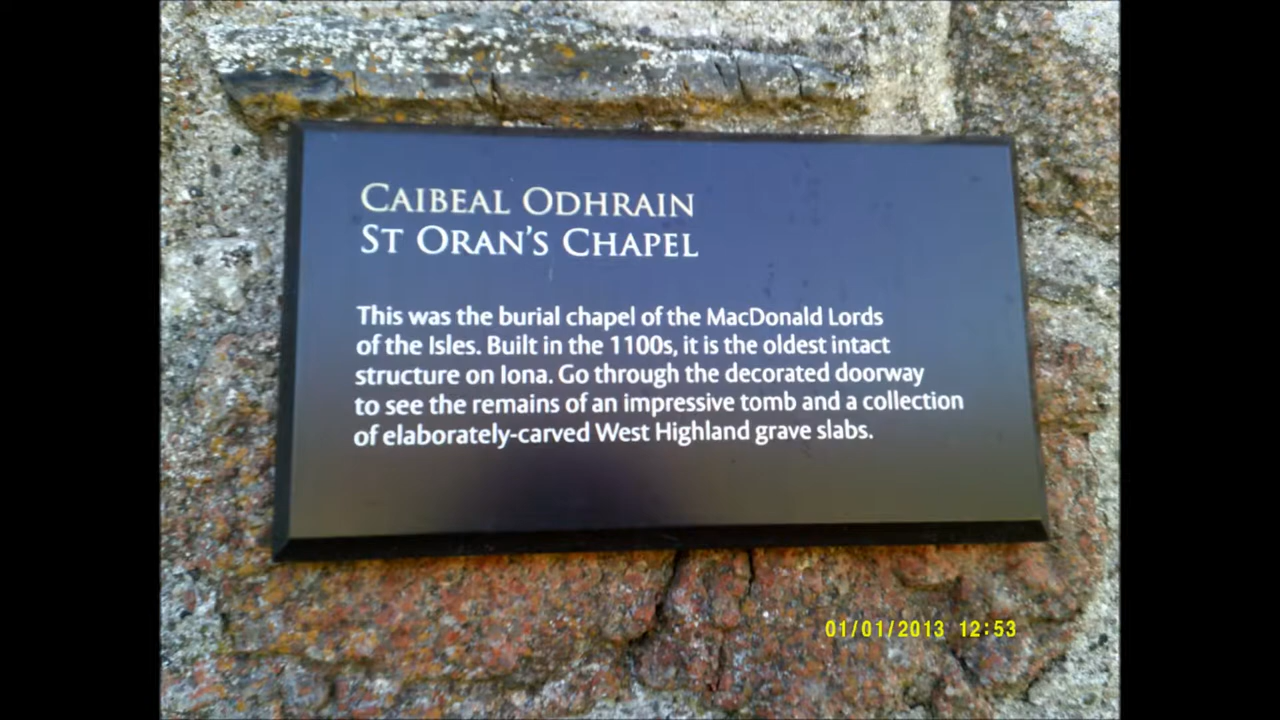 CAIBEAL ODHRAIN
ST ORAN'S CHAPEL
This was the burial chapel of the MacDonald Lords
of the Isles. Built in the 1100s, it is the oldest intact
structure on Iona. Go through the decorated doorway
to see the remains of an impressive tomb and a collection
of elaborately-carved West Highland grave slabs.
01/01/2013 12:53